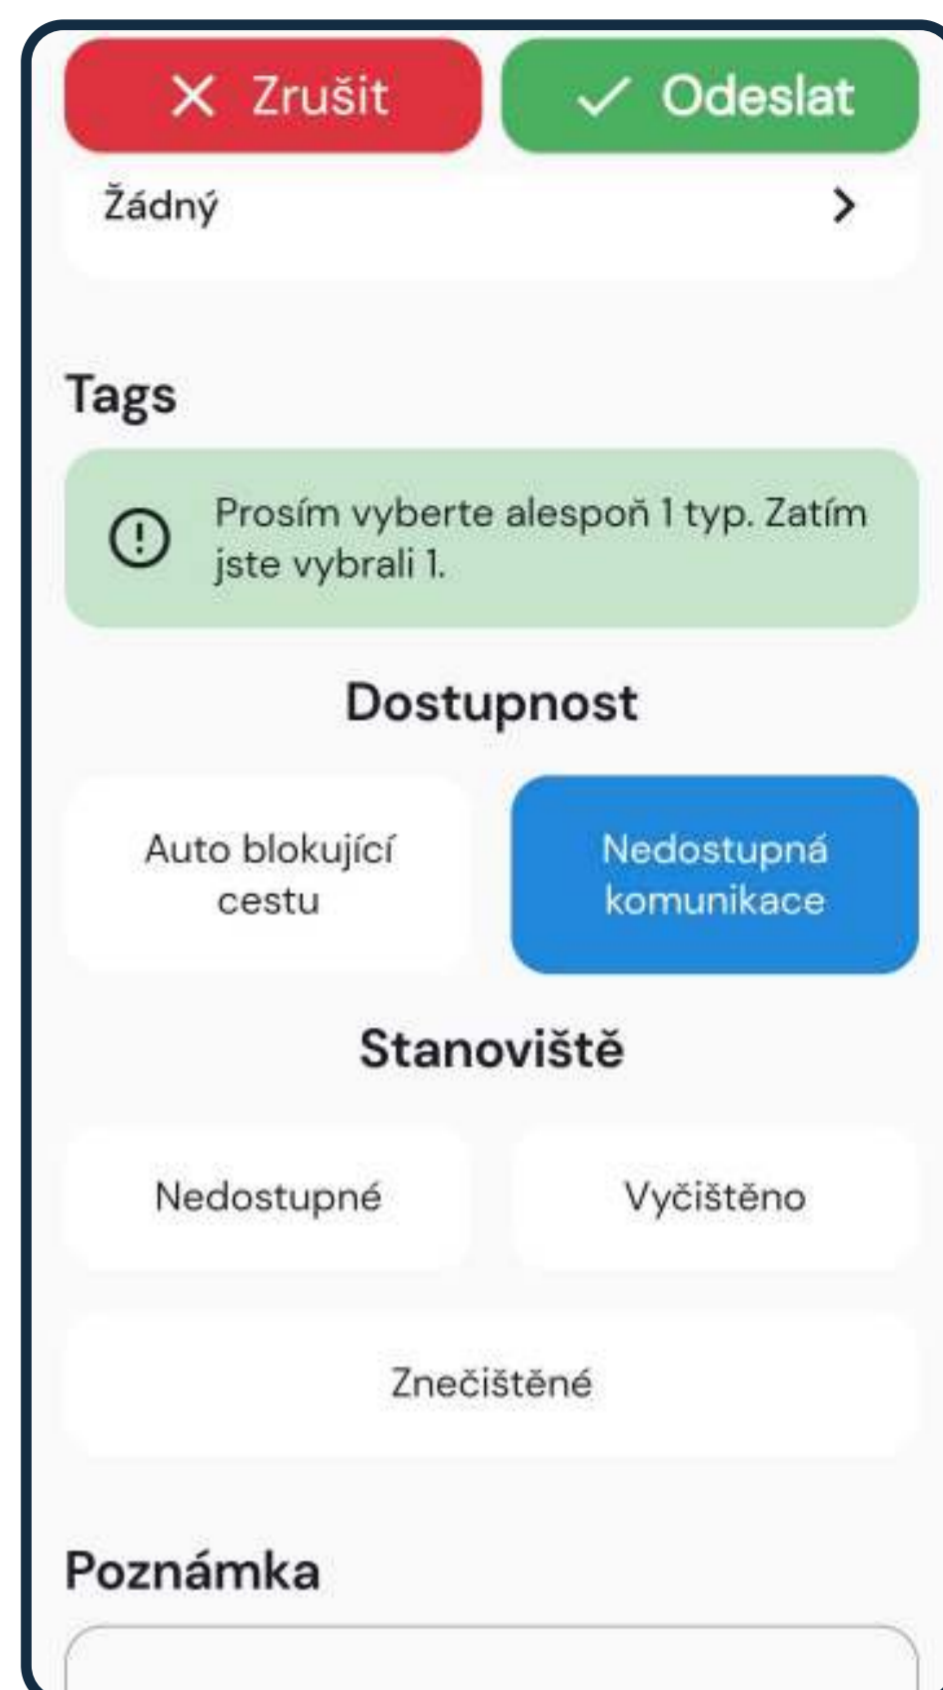 Zrušit
Odeslat
Žádný
Tags
Prosím vyberte alespoň 1 typ. Zatím
jste vybrali 1.
Dostupnost
Auto blokující
cestu
Nedostupná
komunikace
Stanoviště
Nedostupné
Vyčištěno
Znečištěné
Poznámka